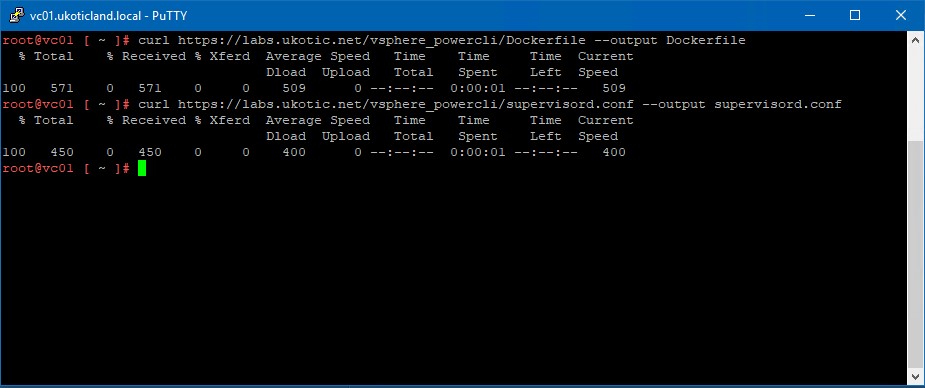 vc01.ukoticland.local - PuTTY
root@vc01 [ ~ ]# curl https://labs.ukotic.net/vsphere_powercli/Dockerfile --output Dockerfile
  % Total    % Received % Xferd  Average Speed   Time    Time     Time  Current
                                 Dload  Upload   Total   Spent    Left  Speed
100   571    0   571    0     0    509      0 --:--:--  0:00:01 --:--:--   509
root@vc01 [ ~ ]# curl https://labs.ukotic.net/vsphere_powercli/supervisord.conf --output supervisord.conf
  % Total    % Received % Xferd  Average Speed   Time    Time     Time  Current
                                 Dload  Upload   Total   Spent    Left  Speed
100   450    0   450    0     0    400      0 --:--:--  0:00:01 --:--:--   400
root@vc01 [ ~ ]#